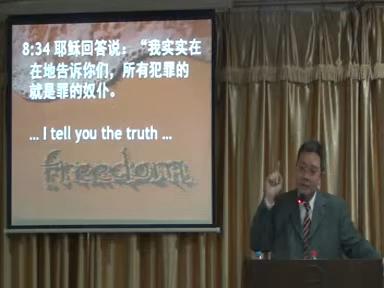 8:34 耶稣回答说：“我实实在
在地告诉你们，所有犯罪的
就是罪的奴仆。
... I tell you the truth ...
freedom